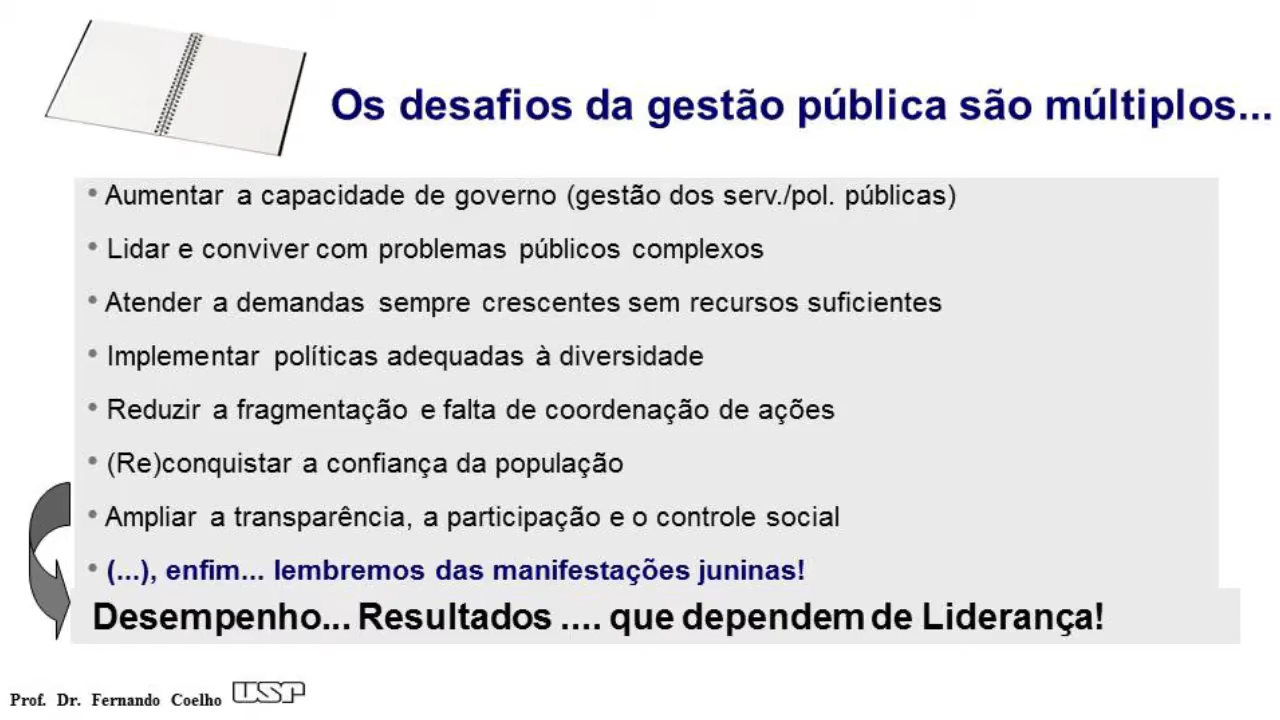 Os desafios da gestão pública são múltiplos...
• Aumentar a capacidade de governo (gestão dos serv./pol. públicas)
• Lidar e conviver com problemas públicos complexos
• Atender a demandas sempre crescentes sem recursos suficientes
• Implementar políticas adequadas à diversidade
• Reduzir a fragmentação e falta de coordenação de ações
• (Re)conquistar a confiança da população
• Ampliar a transparência, a participação e o controle social
• (...), enfim... lembremos das manifestações juninas!
Desempenho... Resultados .... que dependem de Liderança!
Prof. Dr. Fernando Coelho USP